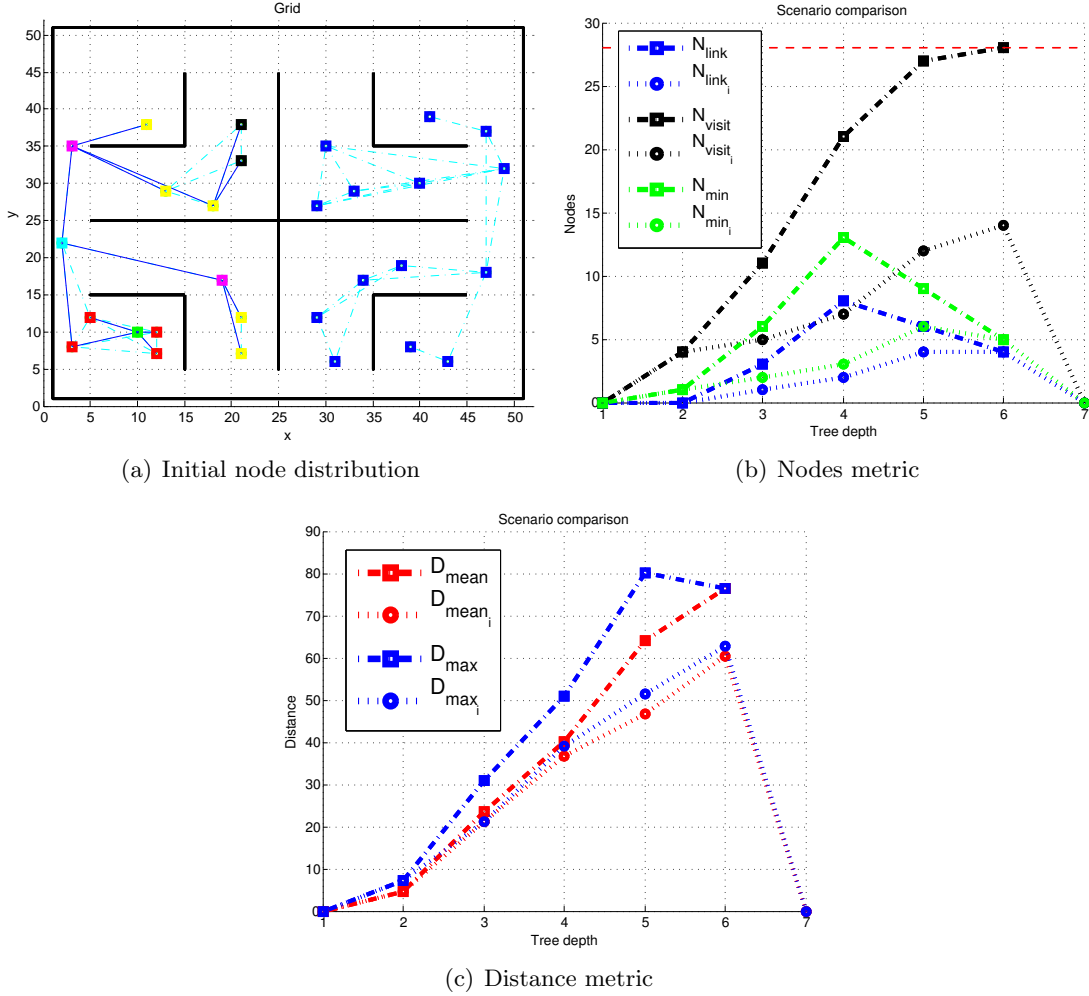 Grid
50
45
40
35
30
25
20
15
10
5
0
y
0 5 10 15 20 25 30 35 40 45 50
x
(a) Initial node distribution
Scenario comparison
30
25
20
15
10
5
0
Nodes
N_link
N_link_i
N_visit
N_visit_i
N_min
N_min_i
1 2 3 4 5 6 7
Tree depth
(b) Nodes metric
Scenario comparison
90
80
70
60
50
40
30
20
10
0
Distance
D_mean
D_mean_i
D_max
D_max_i
1 2 3 4 5 6 7
Tree depth
(c) Distance metric